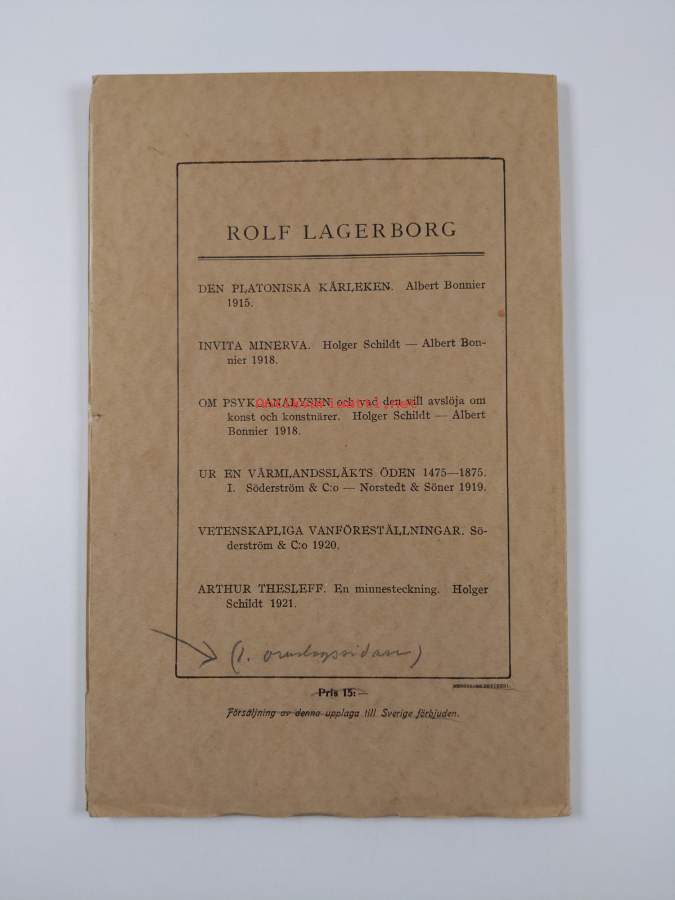 ROLF LAGERBORG
DEN PLATONISKA KÄRLEKEN. Albert Bonnier
1915.
INVITA MINERVA. Holger Schildt — Albert Bon-
nier 1918.
OM PSYKOANALYSEN och vad den vill avslöja om
konst och konstnärer. Holger Schildt — Albert
Bonnier 1918.
UR EN VÄRMLANDSSLÄKTS ÖDEN 1475—1875.
I. Söderström & C:o — Norstedt & Söner 1919.
VETENSKAPLIGA VANFÖRESTÄLLNINGAR. Sö-
derström & C:o 1920.
ARTHUR THESLEFF. En minnesteckning. Holger
Schildt 1921.
(1. omslagssidan)
Pris 15:—
Försäljning av denna upplaga till Sverige förbjuden.